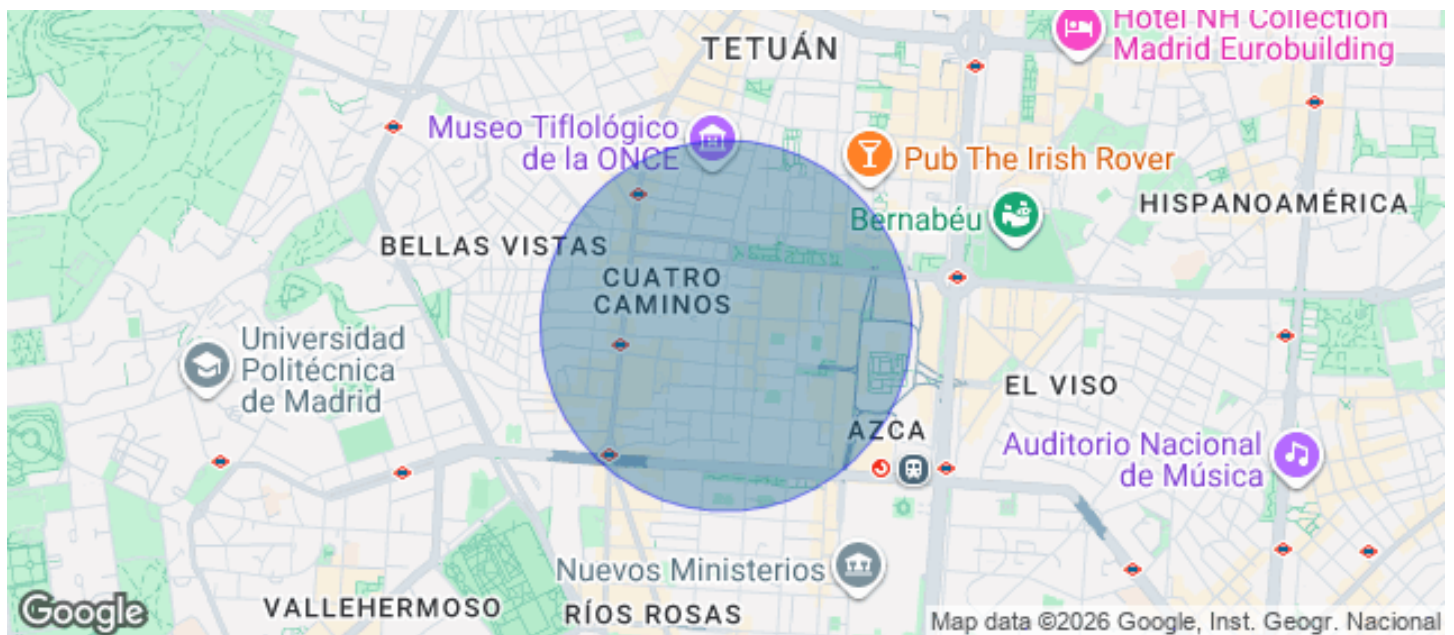 Hotel NH Collection
Madrid Eurobuilding
TETUÁN
Museo Tiflológico
de la ONCE
Pub The Irish Rover
Bernabéu
HISPANOAMÉRICA
BELLAS VISTAS
CUATRO
CAMINOS
Universidad
Politécnica
de Madrid
EL VISO
AZCA
Auditorio Nacional
de Música
Nuevos Ministerios
VALLEHERMOSO
RÍOS ROSAS
Google
Map data ©2026 Google, Inst. Geogr. Nacional